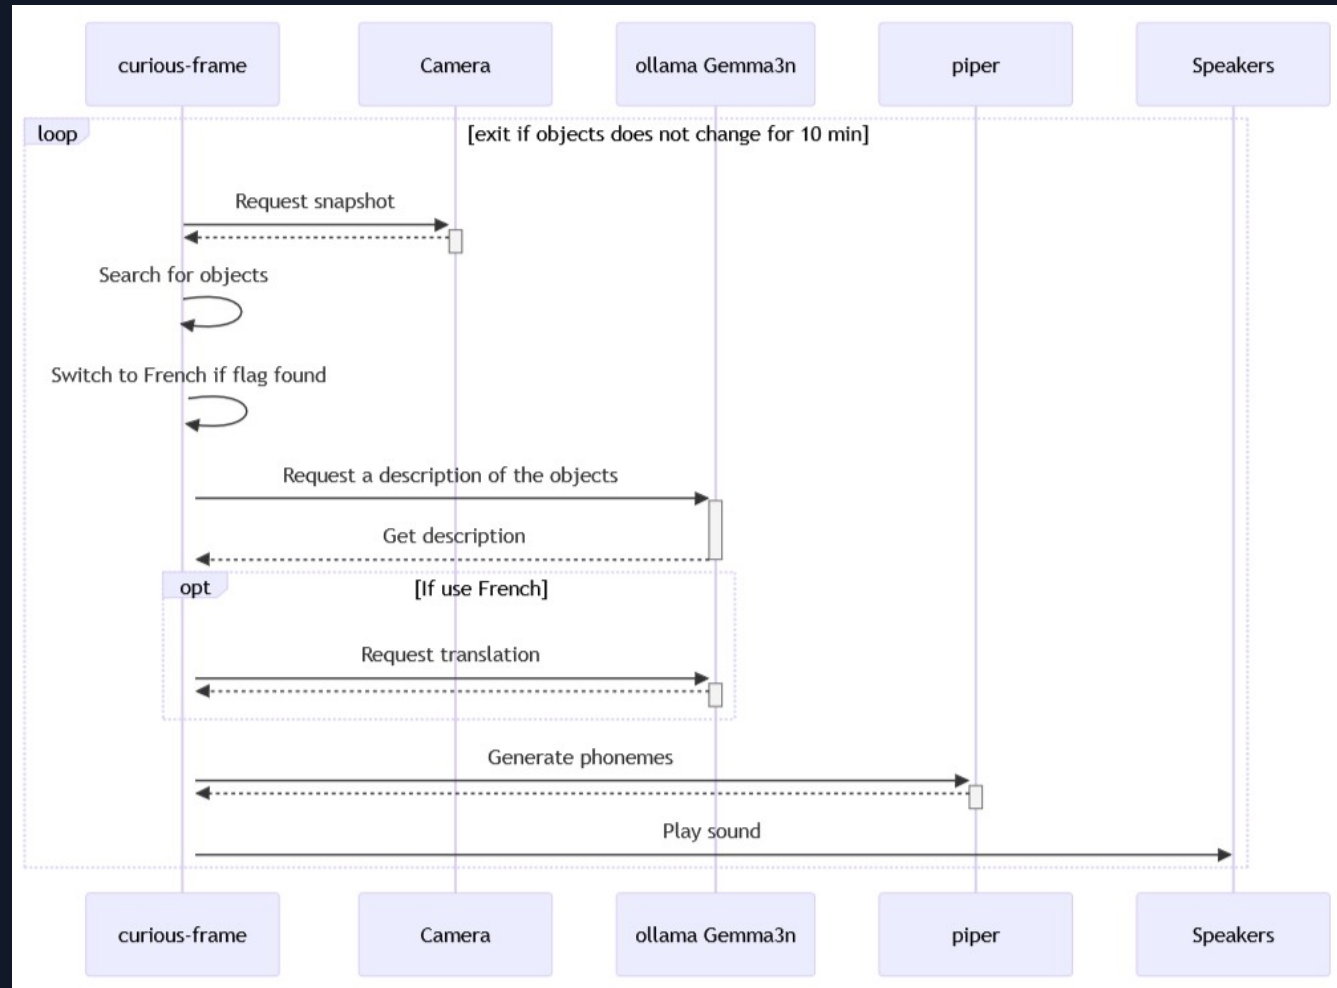 curious-frame
Camera
ollama Gemma3n
piper
Speakers
loop
[exit if objects does not change for 10 min]
Request snapshot
Search for objects
Switch to French if flag found
Request a description of the objects
Get description
opt
[If use French]
Request translation
Generate phonemes
Play sound
curious-frame
Camera
ollama Gemma3n
piper
Speakers